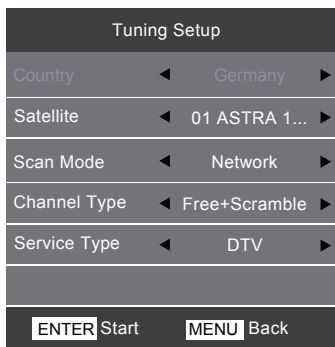 Tuning Setup
Country Germany
Satellite 01 ASTRA 1...
Scan Mode Network
Channel Type Free+Scramble
Service Type DTV
ENTER Start MENU Back